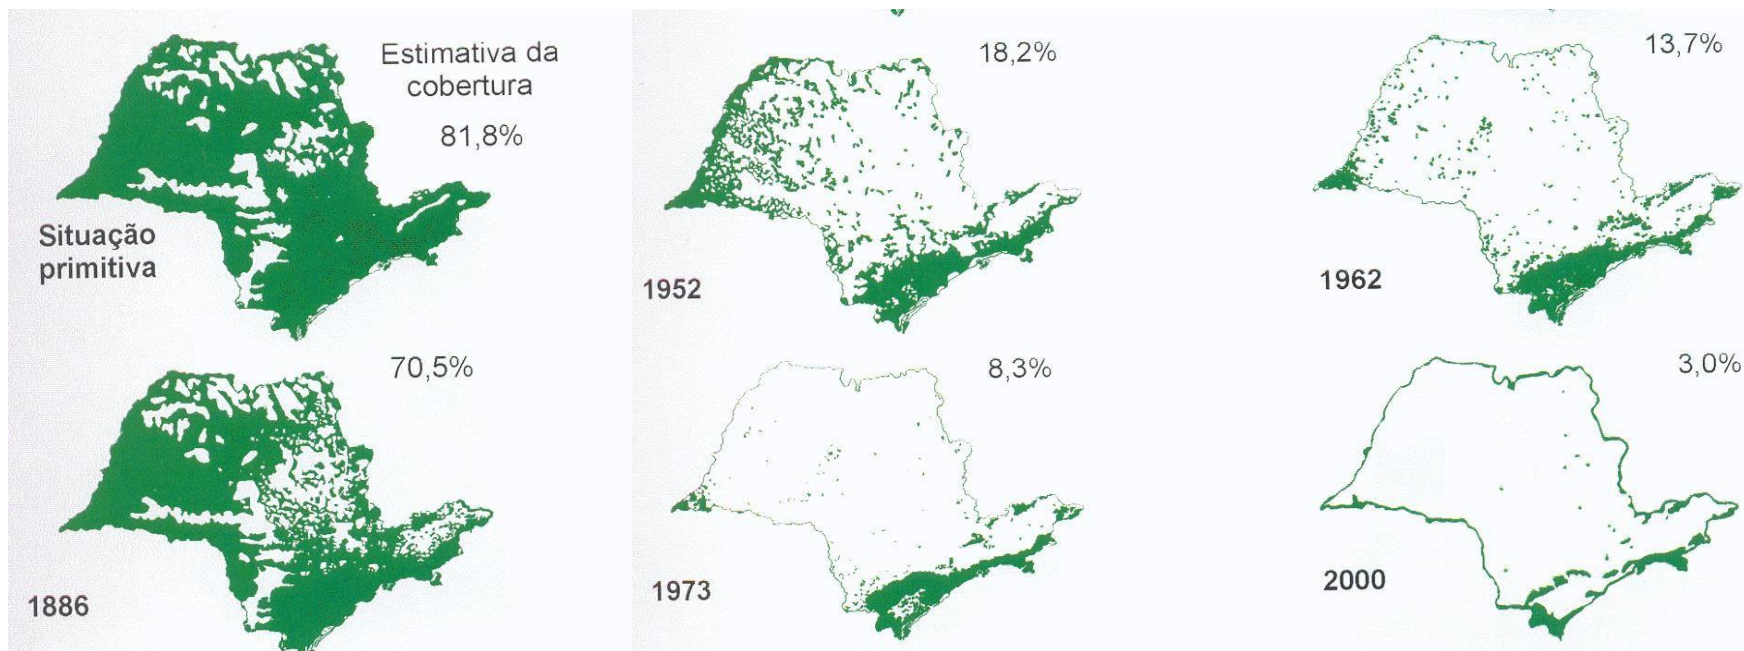 Estimativa da
cobertura
81,8%
Situação
primitiva
70,5%
1886
18,2%
1952
8,3%
1973
13,7%
1962
3,0%
2000